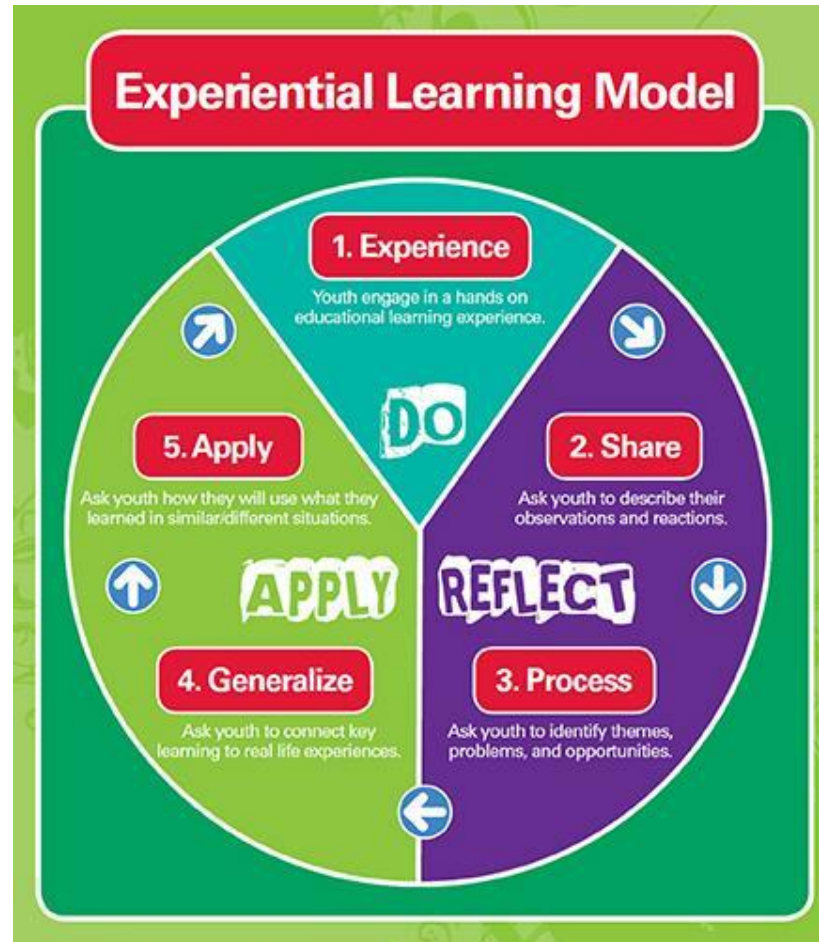 Experiential Learning Model
1. Experience
Youth engage in a hands on
educational learning experience.
DO
2. Share
Ask youth to describe their
observations and reactions.
REFLECT
3. Process
Ask youth to identify themes,
problems, and opportunities.
4. Generalize
Ask youth to connect key
learning to real life experiences.
APPLY
5. Apply
Ask youth how they will use what they
learned in similar/different situations.